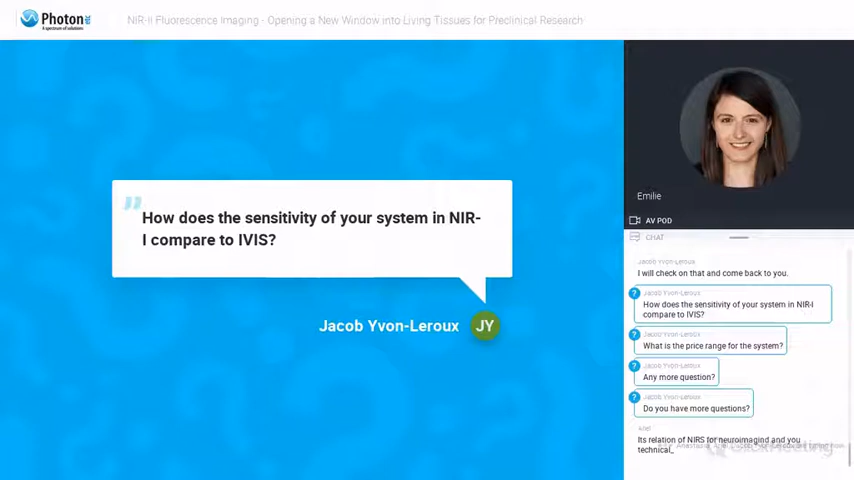 Photon etc.
A spectrum of solutions
NIR-II Fluorescence Imaging - Opening a New Window into Living Tissues for Preclinical Research
How does the sensitivity of your system in NIR-
I compare to IVIS?
Jacob Yvon-Leroux JY
Emilie
AV POD
CHAT
Jacob Yvon-Leroux
I will check on that and come back to you.
? Jacob Yvon-Leroux
How does the sensitivity of your system in NIR-I
compare to IVIS?
? Jacob Yvon-Leroux
What is the price range for the system?
? Jacob Yvon-Leroux
Any more question?
? Jacob Yvon-Leroux
Do you have more questions?
Ariel
Its relation of NIRS for neuroimagind and you
technical_
ClickMeeting